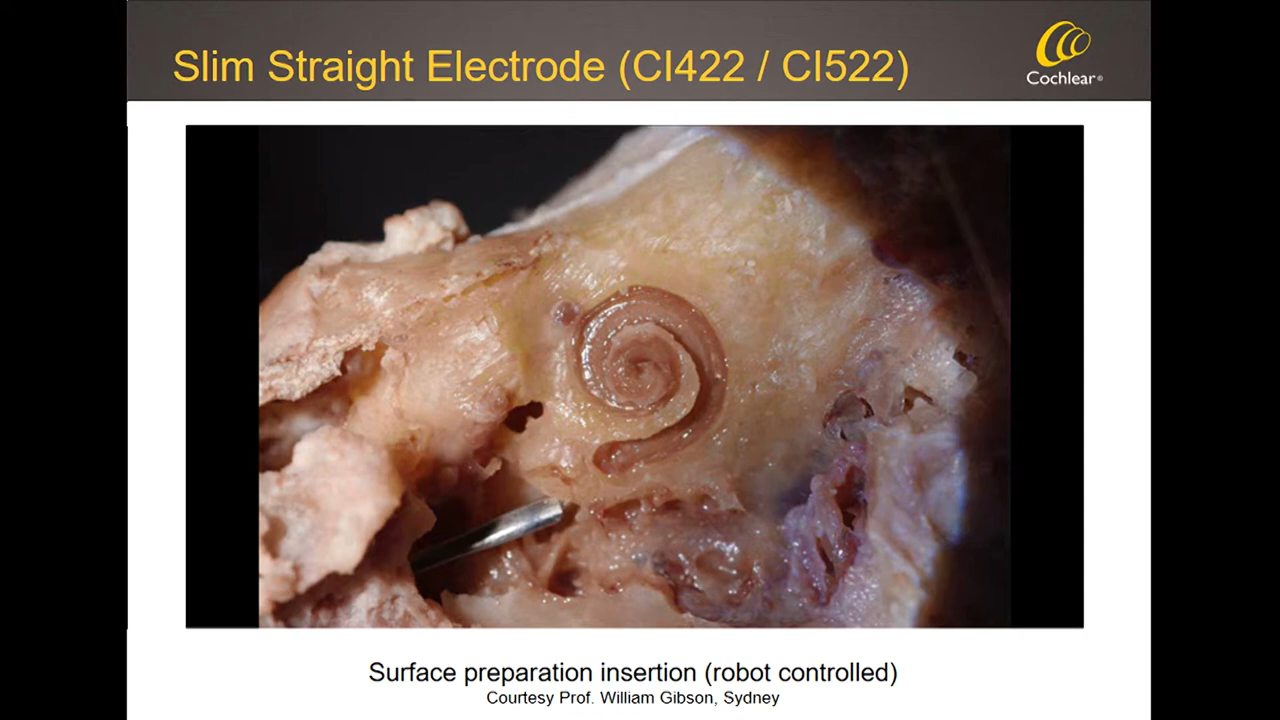 Slim Straight Electrode (CI422 / CI522)
Cochlear®
Surface preparation insertion (robot controlled)
Courtesy Prof. William Gibson, Sydney